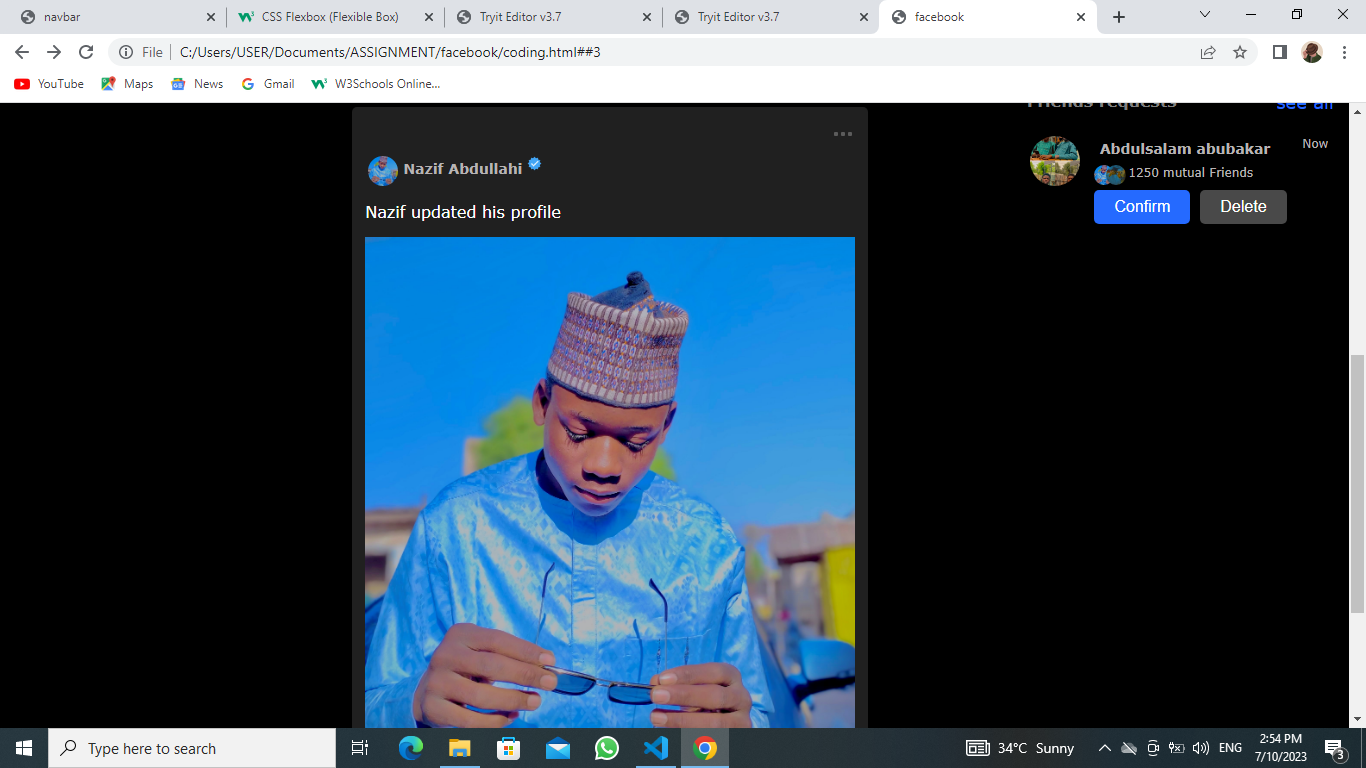 navbar
CSS Flexbox (Flexible Box)
Tryit Editor v3.7
Tryit Editor v3.7
facebook
File
C:/Users/USER/Documents/ASSIGNMENT/facebook/coding.html##3
YouTube
Maps
News
Gmail
W3Schools Online...
Friends requests
see all
Nazif Abdullahi
Nazif updated his profile
Abdulsalam abubakar
Now
1250 mutual Friends
Confirm
Delete
Type here to search
34°C Sunny
ENG
2:54 PM
7/10/2023
3